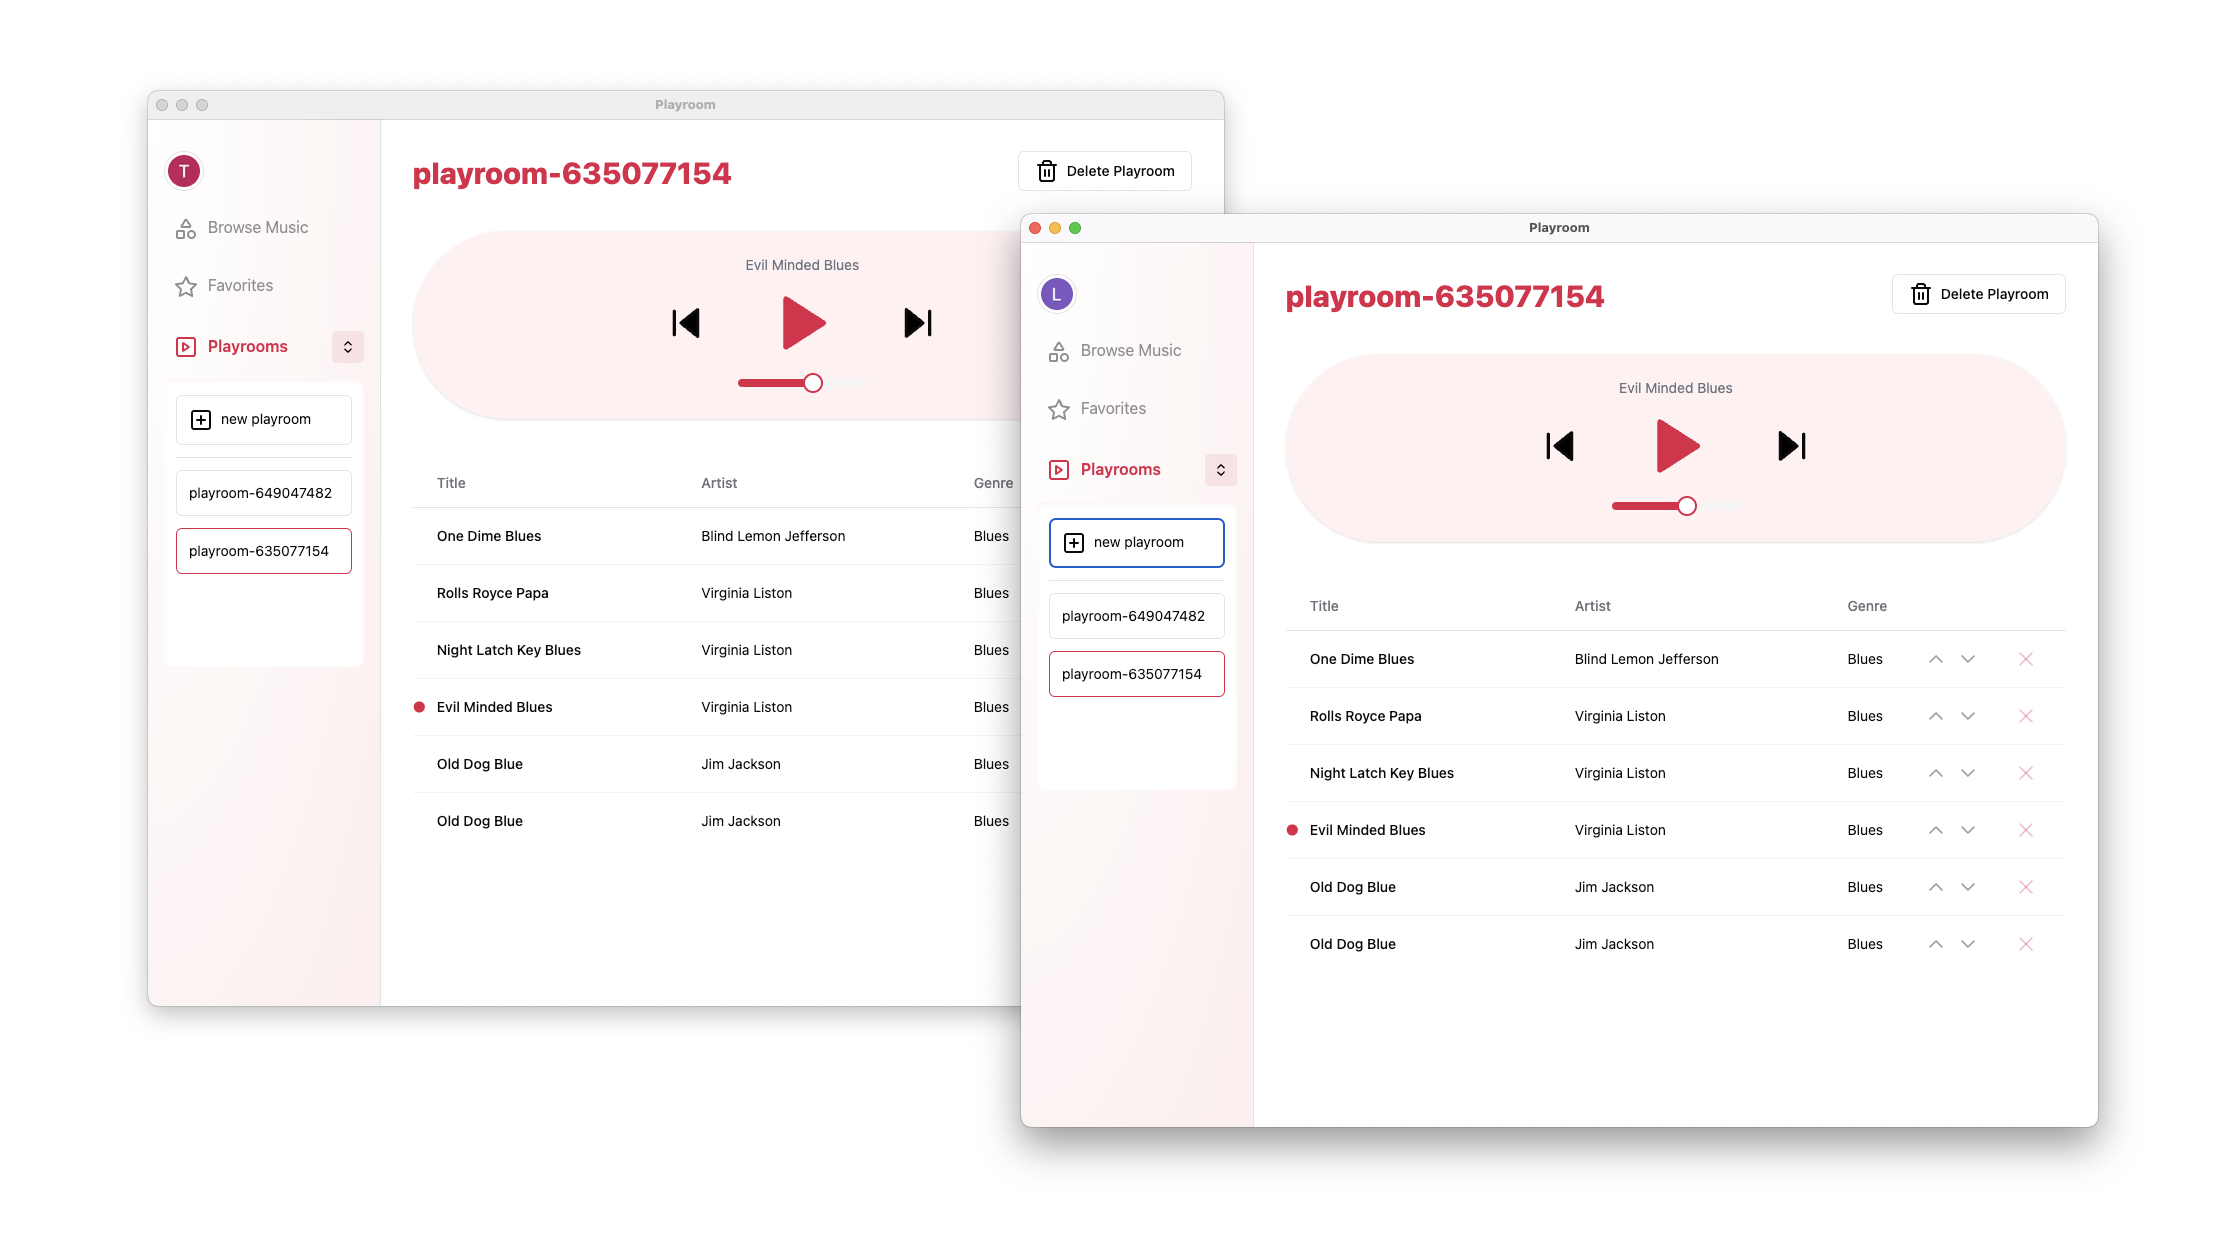 Playroom
T
Browse Music
Favorites
Playrooms
new playroom
playroom-649047482
playroom-635077154
playroom-635077154
Delete Playroom
Evil Minded Blues
Title Artist Genre
One Dime Blues Blind Lemon Jefferson Blues
Rolls Royce Papa Virginia Liston Blues
Night Latch Key Blues Virginia Liston Blues
Evil Minded Blues Virginia Liston Blues
Old Dog Blue Jim Jackson Blues
Old Dog Blue Jim Jackson Blues
Playroom
L
Browse Music
Favorites
Playrooms
new playroom
playroom-649047482
playroom-635077154
playroom-635077154
Delete Playroom
Evil Minded Blues
Title Artist Genre
One Dime Blues Blind Lemon Jefferson Blues
Rolls Royce Papa Virginia Liston Blues
Night Latch Key Blues Virginia Liston Blues
Evil Minded Blues Virginia Liston Blues
Old Dog Blue Jim Jackson Blues
Old Dog Blue Jim Jackson Blues